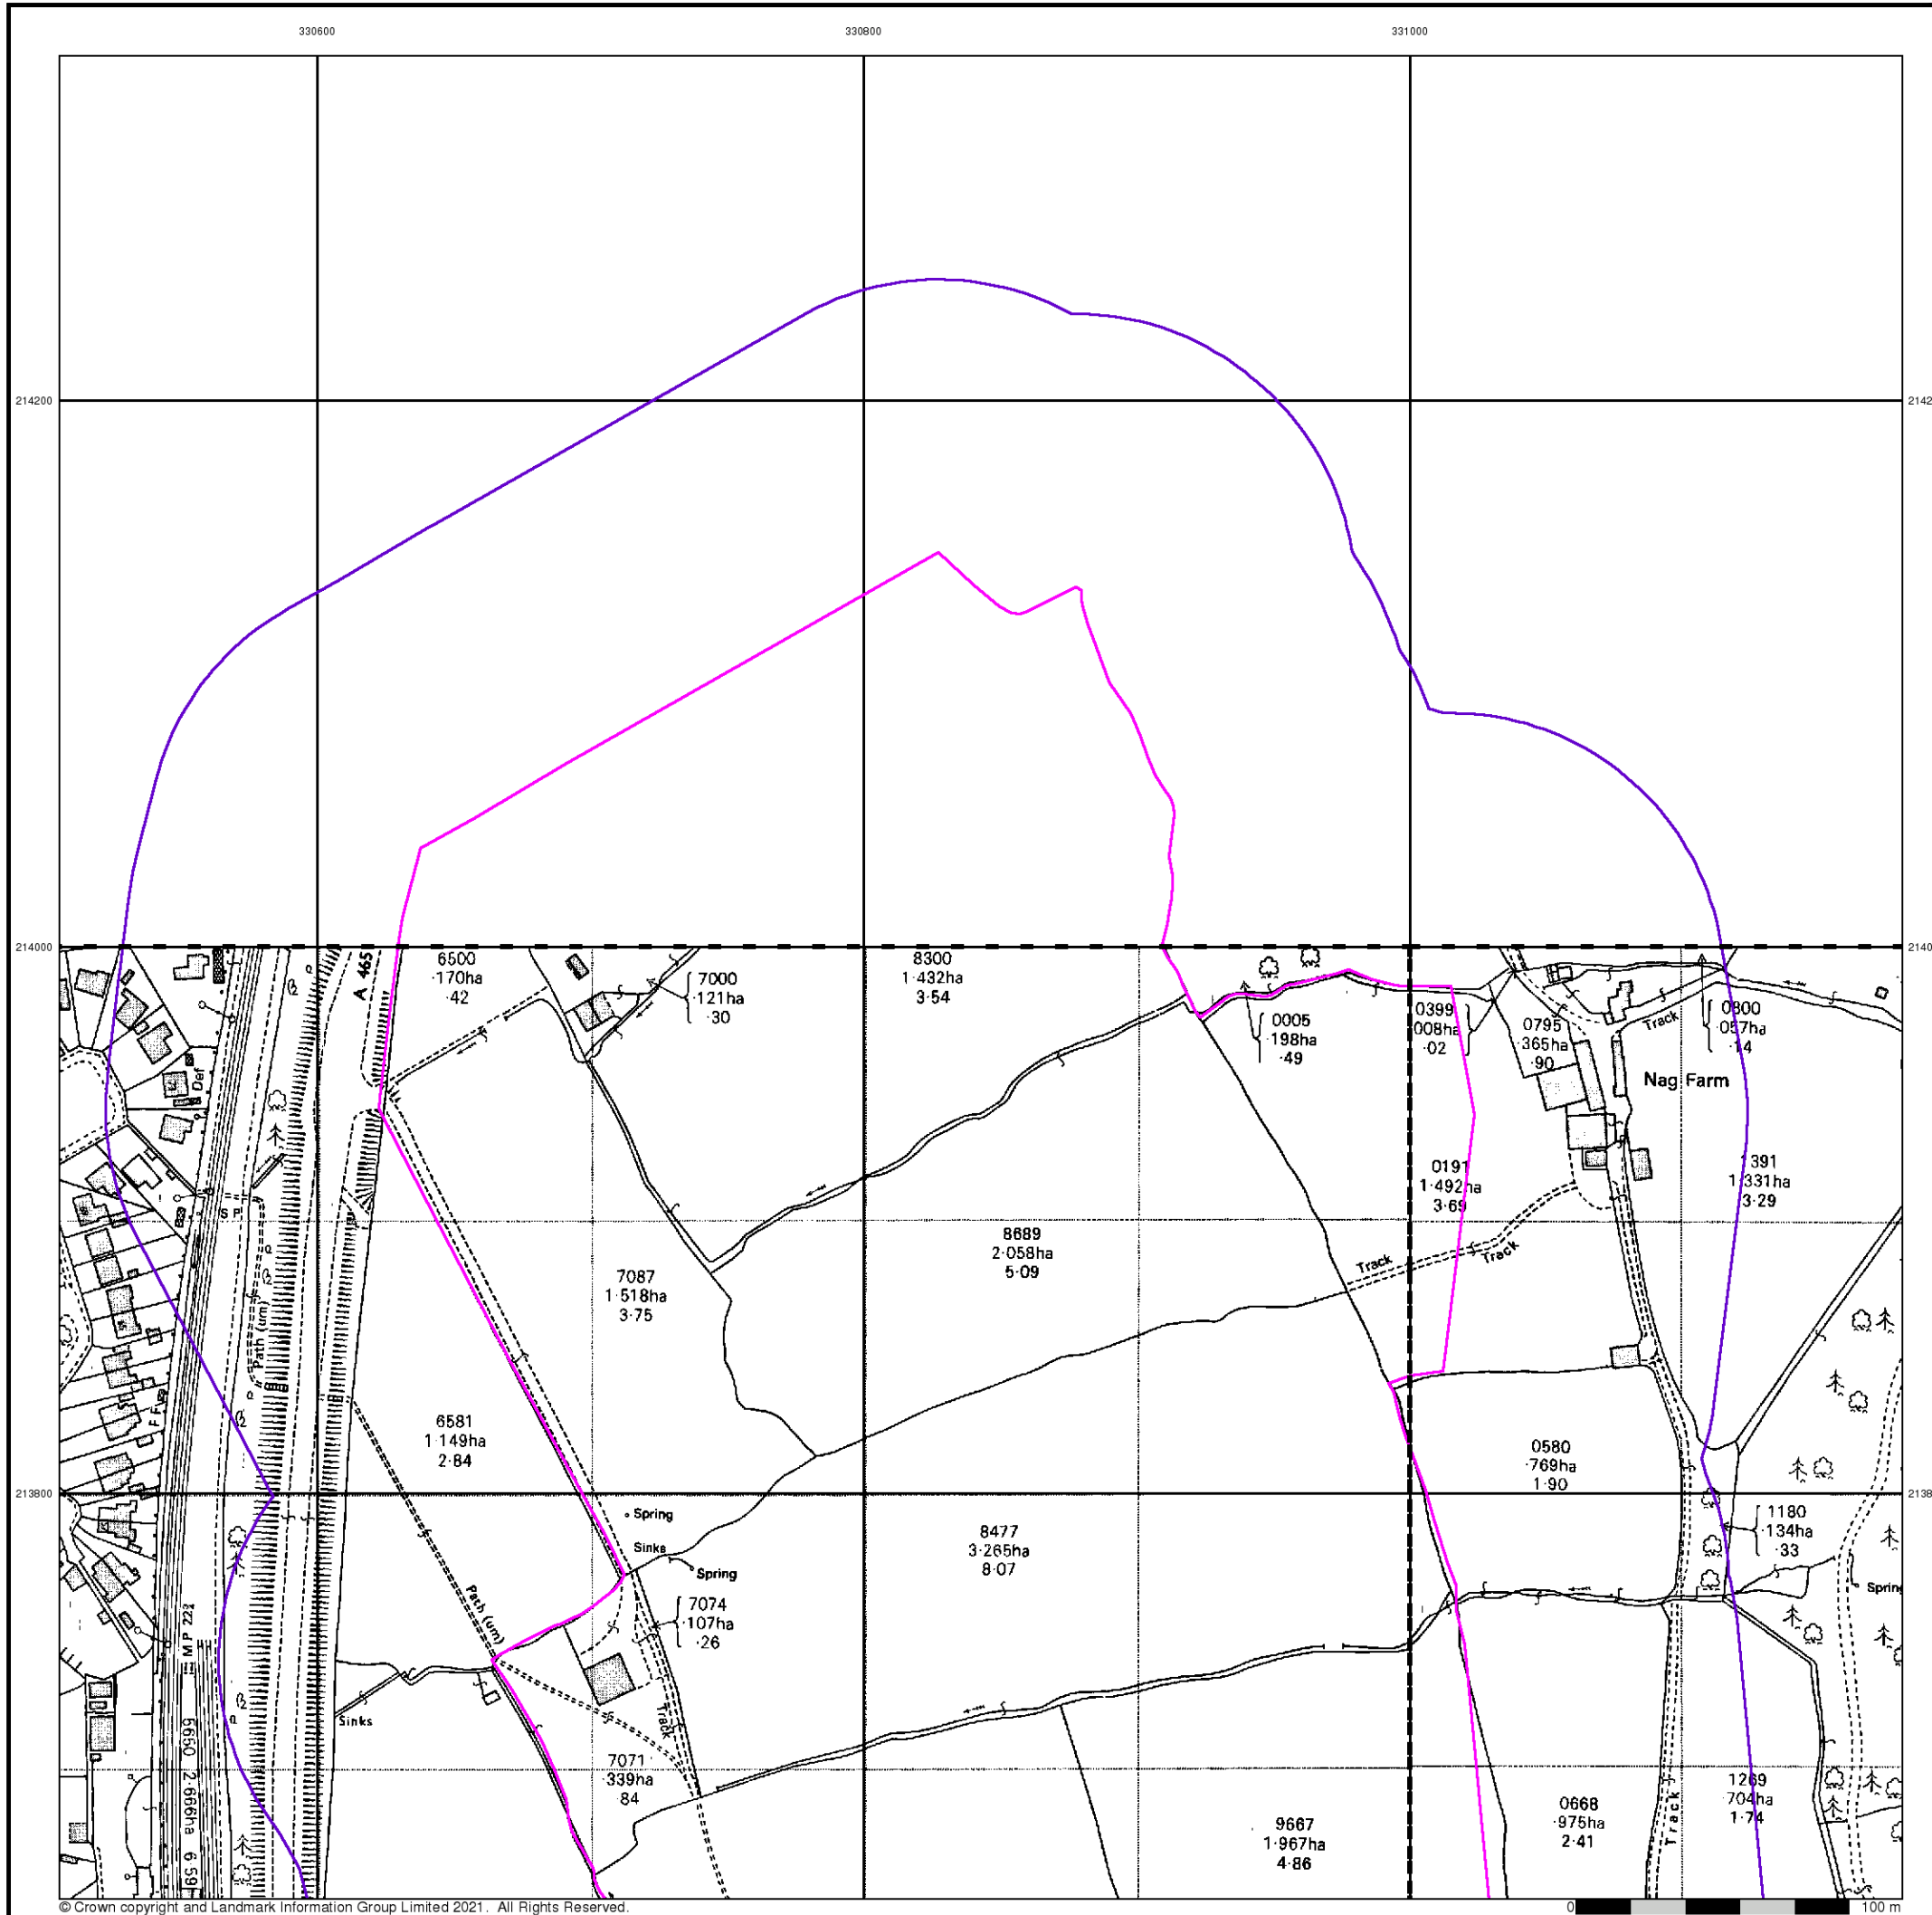 330600
330800
331000
214200
2142
214000
2140
6500
·170ha
·42
A 465
7000
·121ha
·30
8300
1·432ha
3·54
0005
·198ha
·49
0399
008ha
·02
0795
·365ha
·90
Track
0800
·057ha
·14
Nag Farm
Def
S P
0191
1·492ha
3·69
1391
1·331ha
3·29
8689
2·058ha
5·09
Track
Track
7087
1·518ha
3·75
Path (um)
F F
6581
1·149ha
2·84
0580
·769ha
1·90
213800
2138
Spring
Sinks
Spring
8477
3·265ha
8·07
1180
·134ha
·33
Spring
Path (um)
7074
·107ha
·26
M P 22¾
Sinks
Track
5650 2·666ha 6·59
7071
·339ha
·84
9667
1·967ha
4·86
0668
·975ha
2·41
Track
1269
·704ha
1·74
© Crown copyright and Landmark Information Group Limited 2021. All Rights Reserved.
0
100 m